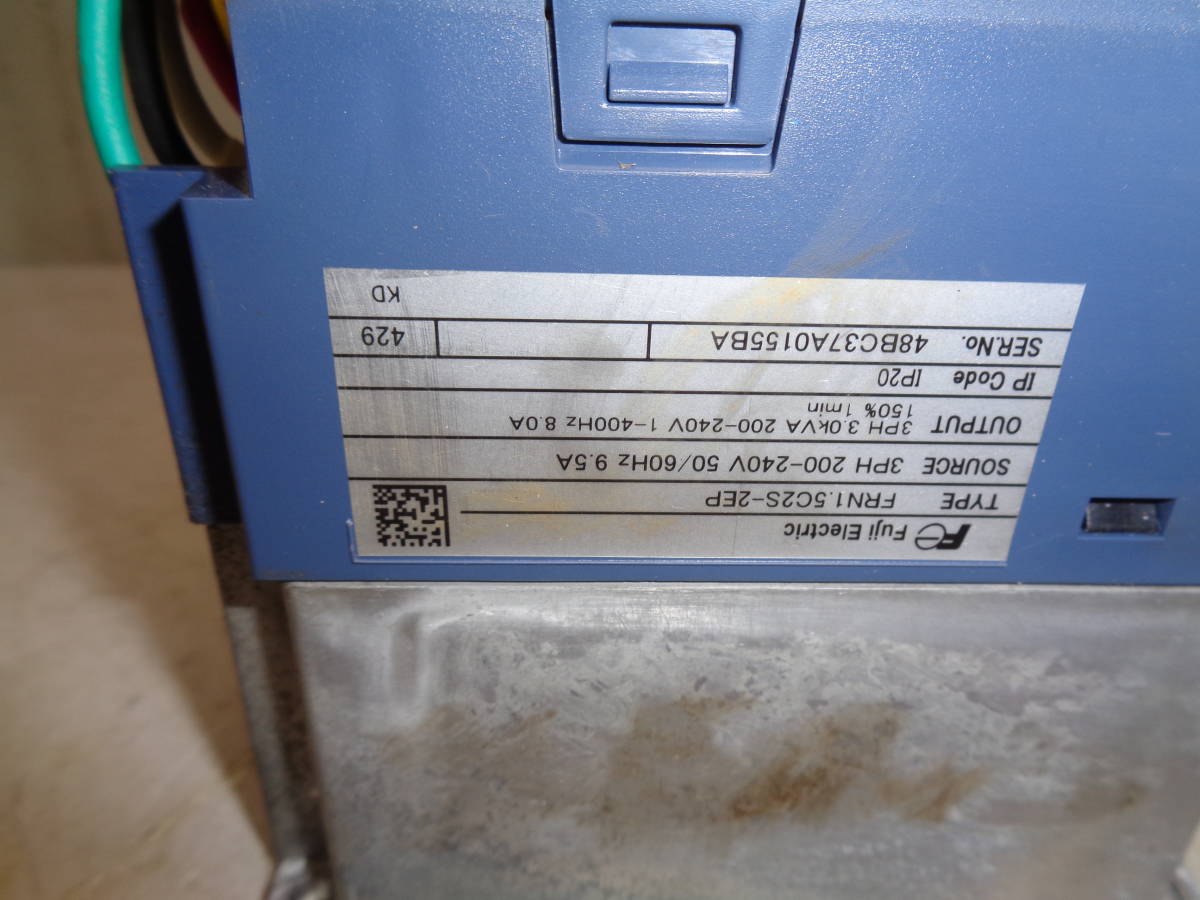 Fe Fuji Electric
TYPE FRN1.5C2S-2EP
SOURCE 3PH 200-240V 50/60Hz 9.5A
OUTPUT 3PH 3.0kVA 200-240V 1-400Hz 8.0A
150% 1min
IP Code IP20
SER.No. 48BC37A0155BA 429
KD